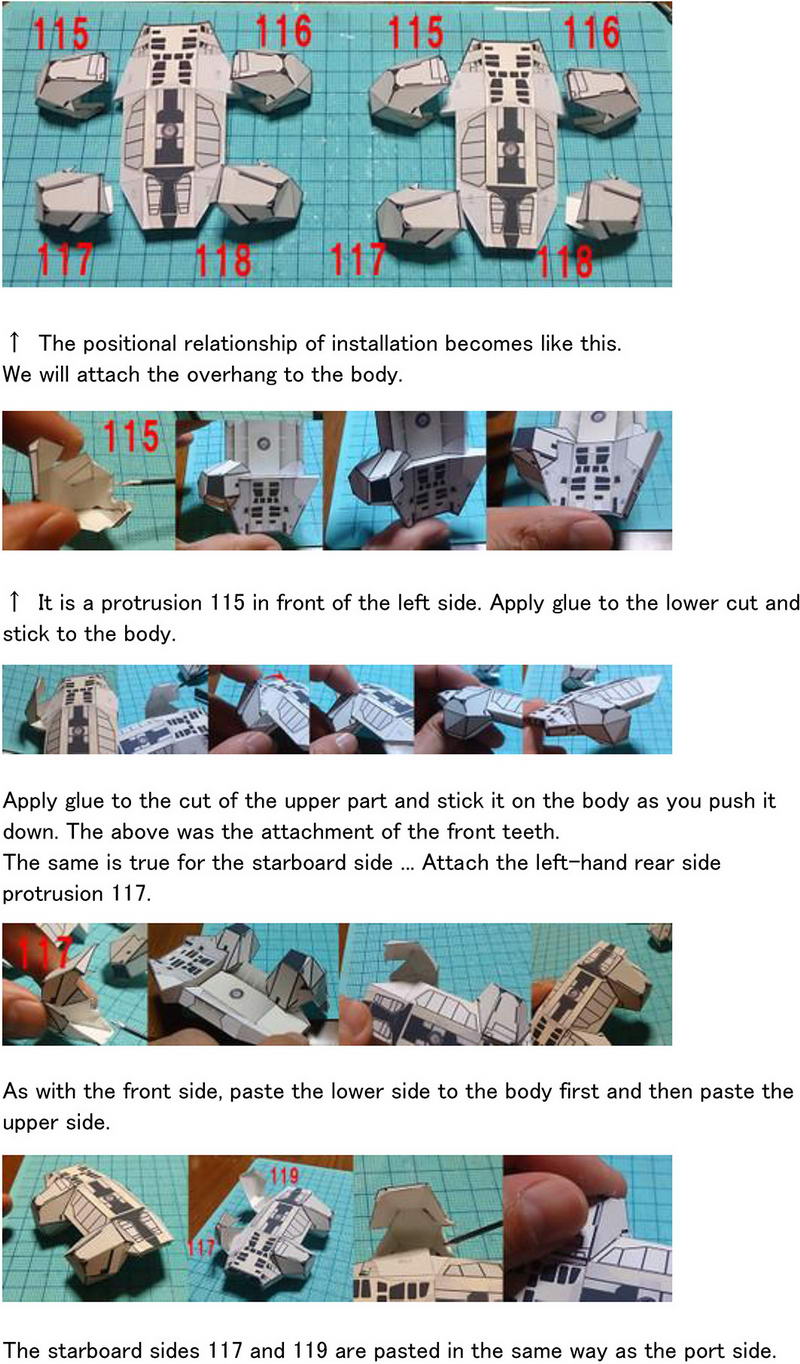 115 116 115 116
117 118 117 118
↑ The positional relationship of installation becomes like this.
We will attach the overhang to the body.
115
↑ It is a protrusion 115 in front of the left side. Apply glue to the lower cut and
stick to the body.
Apply glue to the cut of the upper part and stick it on the body as you push it
down. The above was the attachment of the front teeth.
The same is true for the starboard side ... Attach the left-hand rear side
protrusion 117.
117
As with the front side, paste the lower side to the body first and then paste the
upper side.
119
117
The starboard sides 117 and 119 are pasted in the same way as the port side.